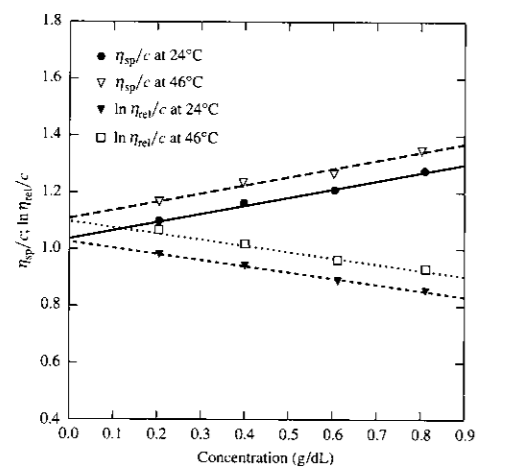 1.8
1.6
1.4
1.2
1.0
0.8
0.6
0.4
η_sp/c; ln η_rel/c
η_sp/c at 24°C
η_sp/c at 46°C
ln η_rel/c at 24°C
ln η_rel/c at 46°C
0.0 0.1 0.2 0.3 0.4 0.5 0.6 0.7 0.8 0.9
Concentration (g/dL)